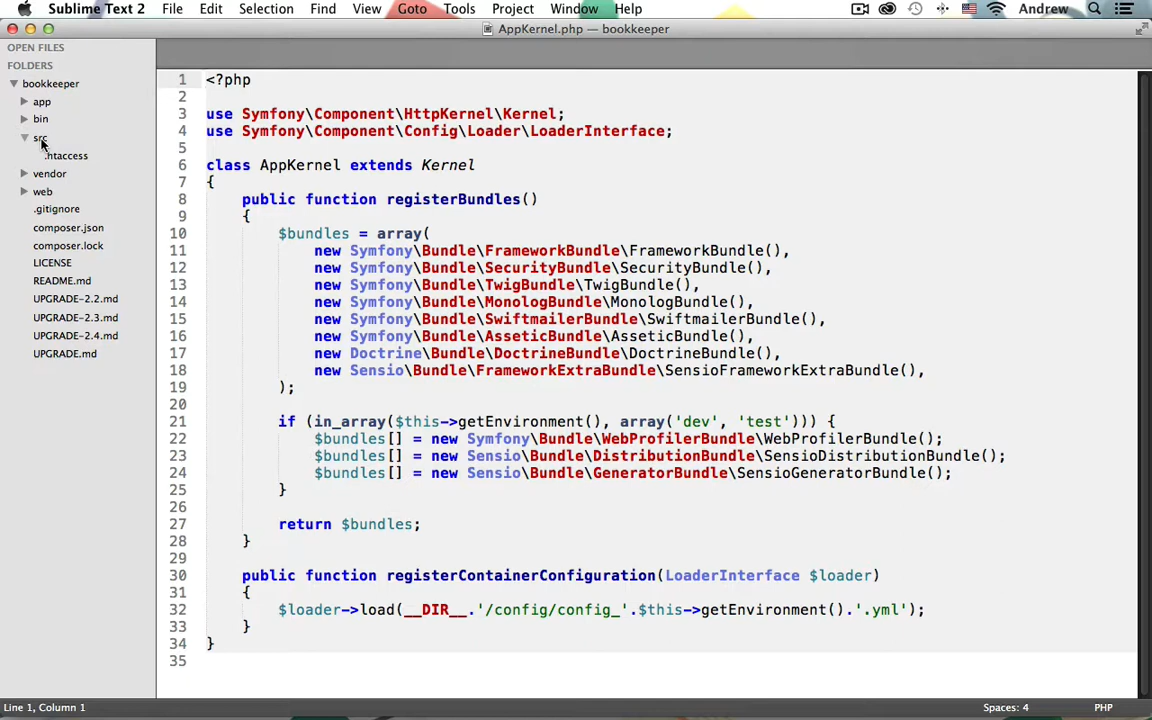 Sublime Text 2 File Edit Selection Find View Goto Tools Project Window Help Andrew
AppKernel.php — bookkeeper
OPEN FILES
FOLDERS
bookkeeper
app
bin
src
.htaccess
vendor
web
.gitignore
composer.json
composer.lock
LICENSE
README.md
UPGRADE-2.2.md
UPGRADE-2.3.md
UPGRADE-2.4.md
UPGRADE.md
1 <?php
2
3 use Symfony\Component\HttpKernel\Kernel;
4 use Symfony\Component\Config\Loader\LoaderInterface;
5
6 class AppKernel extends Kernel
7 {
8 public function registerBundles()
9 {
10 $bundles = array(
11 new Symfony\Bundle\FrameworkBundle\FrameworkBundle(),
12 new Symfony\Bundle\SecurityBundle\SecurityBundle(),
13 new Symfony\Bundle\TwigBundle\TwigBundle(),
14 new Symfony\Bundle\MonologBundle\MonologBundle(),
15 new Symfony\Bundle\SwiftmailerBundle\SwiftmailerBundle(),
16 new Symfony\Bundle\AsseticBundle\AsseticBundle(),
17 new Doctrine\Bundle\DoctrineBundle\DoctrineBundle(),
18 new Sensio\Bundle\FrameworkExtraBundle\SensioFrameworkExtraBundle(),
19 );
20
21 if (in_array($this->getEnvironment(), array('dev', 'test'))) {
22 $bundles[] = new Symfony\Bundle\WebProfilerBundle\WebProfilerBundle();
23 $bundles[] = new Sensio\Bundle\DistributionBundle\SensioDistributionBundle();
24 $bundles[] = new Sensio\Bundle\GeneratorBundle\SensioGeneratorBundle();
25 }
26
27 return $bundles;
28 }
29
30 public function registerContainerConfiguration(LoaderInterface $loader)
31 {
32 $loader->load(__DIR__.'/config/config_'.$this->getEnvironment().'.yml');
33 }
34 }
35
Line 1, Column 1 Spaces: 4 PHP